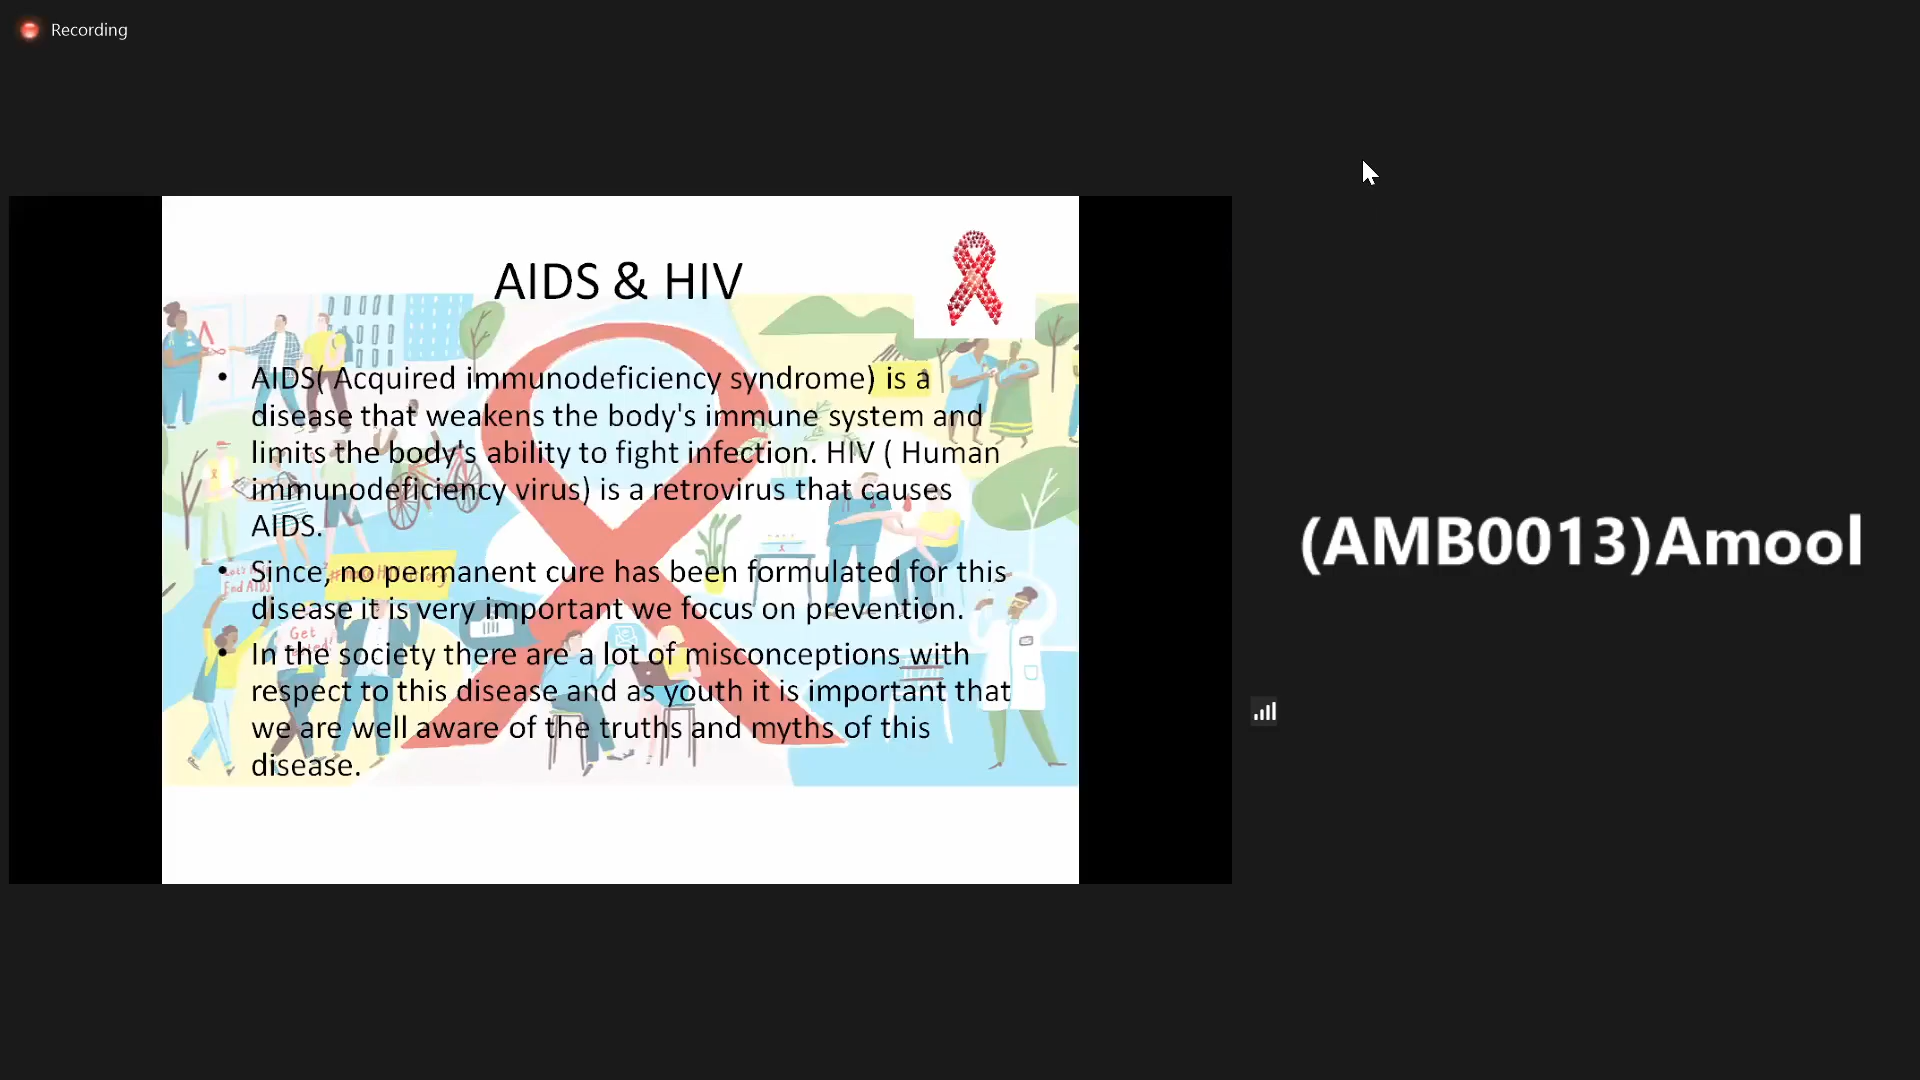 Recording
AIDS & HIV
• AIDS( Acquired immunodeficiency syndrome) is a
disease that weakens the body's immune system and
limits the body's ability to fight infection. HIV ( Human
immunodeficiency virus) is a retrovirus that causes
AIDS.
• Since, no permanent cure has been formulated for this
disease it is very important we focus on prevention.
• In the society there are a lot of misconceptions with
respect to this disease and as youth it is important that
we are well aware of the truths and myths of this
disease.
End AIDS
Get
(AMB0013)Amool